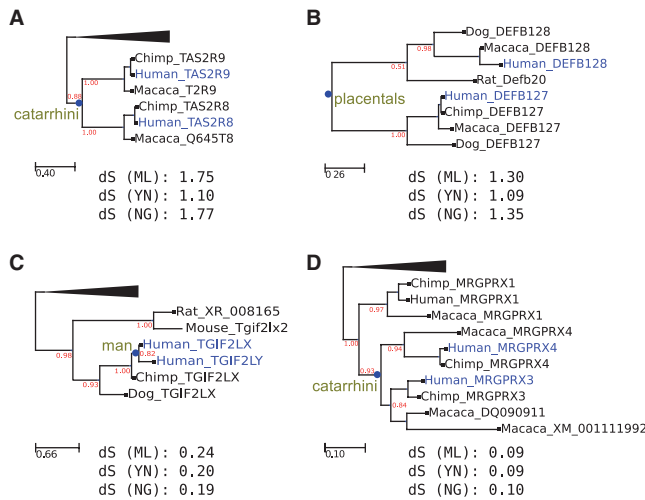 A
Chimp_TAS2R9
Human_TAS2R9
1.00
Macaca_T2R9
0.88
catarrhini
Chimp_TAS2R8
Human_TAS2R8
1.00
Macaca_Q645T8
0.40
dS (ML): 1.75
dS (YN): 1.10
dS (NG): 1.77
B
Dog_DEFB128
0.98
Macaca_DEFB128
Human_DEFB128
0.51
Rat_Defb20
placentals
Human_DEFB127
Chimp_DEFB127
Macaca_DEFB127
1.00
Dog_DEFB127
0.26
dS (ML): 1.30
dS (YN): 1.09
dS (NG): 1.35
C
Rat_XR_008165
1.00
Mouse_Tgif2lx2
man
Human_TGIF2LX
0.82
0.98
Human_TGIF2LY
1.00
Chimp_TGIF2LX
0.93
Dog_TGIF2LX
0.66
dS (ML): 0.24
dS (YN): 0.20
dS (NG): 0.19
D
Chimp_MRGPRX1
Human_MRGPRX1
0.97
Macaca_MRGPRX1
1.00
Macaca_MRGPRX4
0.94
Human_MRGPRX4
Chimp_MRGPRX4
0.93
catarrhini
Human_MRGPRX3
Chimp_MRGPRX3
0.84
Macaca_DQ090911
Macaca_XM_001111992
0.10
dS (ML): 0.09
dS (YN): 0.09
dS (NG): 0.10